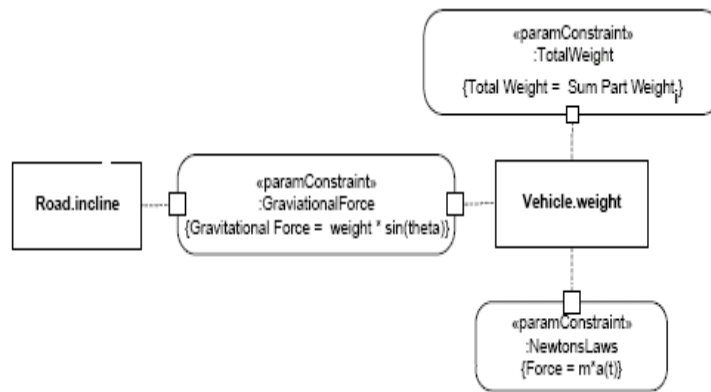 «paramConstraint»
:TotalWeight
{Total Weight = Sum Part Weighti}
Road.incline
«paramConstraint»
:GraviationalForce
{Gravitational Force = weight * sin(theta)}
Vehicle.weight
«paramConstraint»
:NewtonsLaws
{Force = m*a(t)}